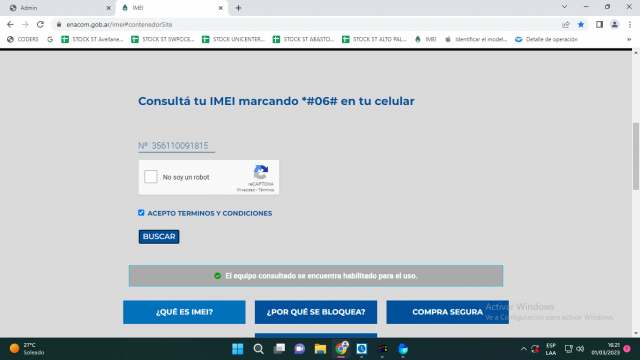 Admin
IMEI
enacom.gob.ar/imei#contenedorSite
CODERS
STOCK ST Avellane...
STOCK ST SWPOCE...
STOCK UNICENTER...
STOCK ST ABASTO...
STOCK ST ALTO PAL...
IMEI
Identificar el model...
Detalle de operación
Consultá tu IMEI marcando *#06# en tu celular
Nº 356110091815
No soy un robot
reCAPTCHA
Privacidad - Términos
ACEPTO TERMINOS Y CONDICIONES
BUSCAR
El equipo consultado se encuentra habilitado para el uso.
¿QUÉ ES IMEI?
¿POR QUÉ SE BLOQUEA?
COMPRA SEGURA
Activar Windows
Ve a Configuración para activar Windows.
27°C
Soleado
ESP
LAA
16:21
01/03/2023